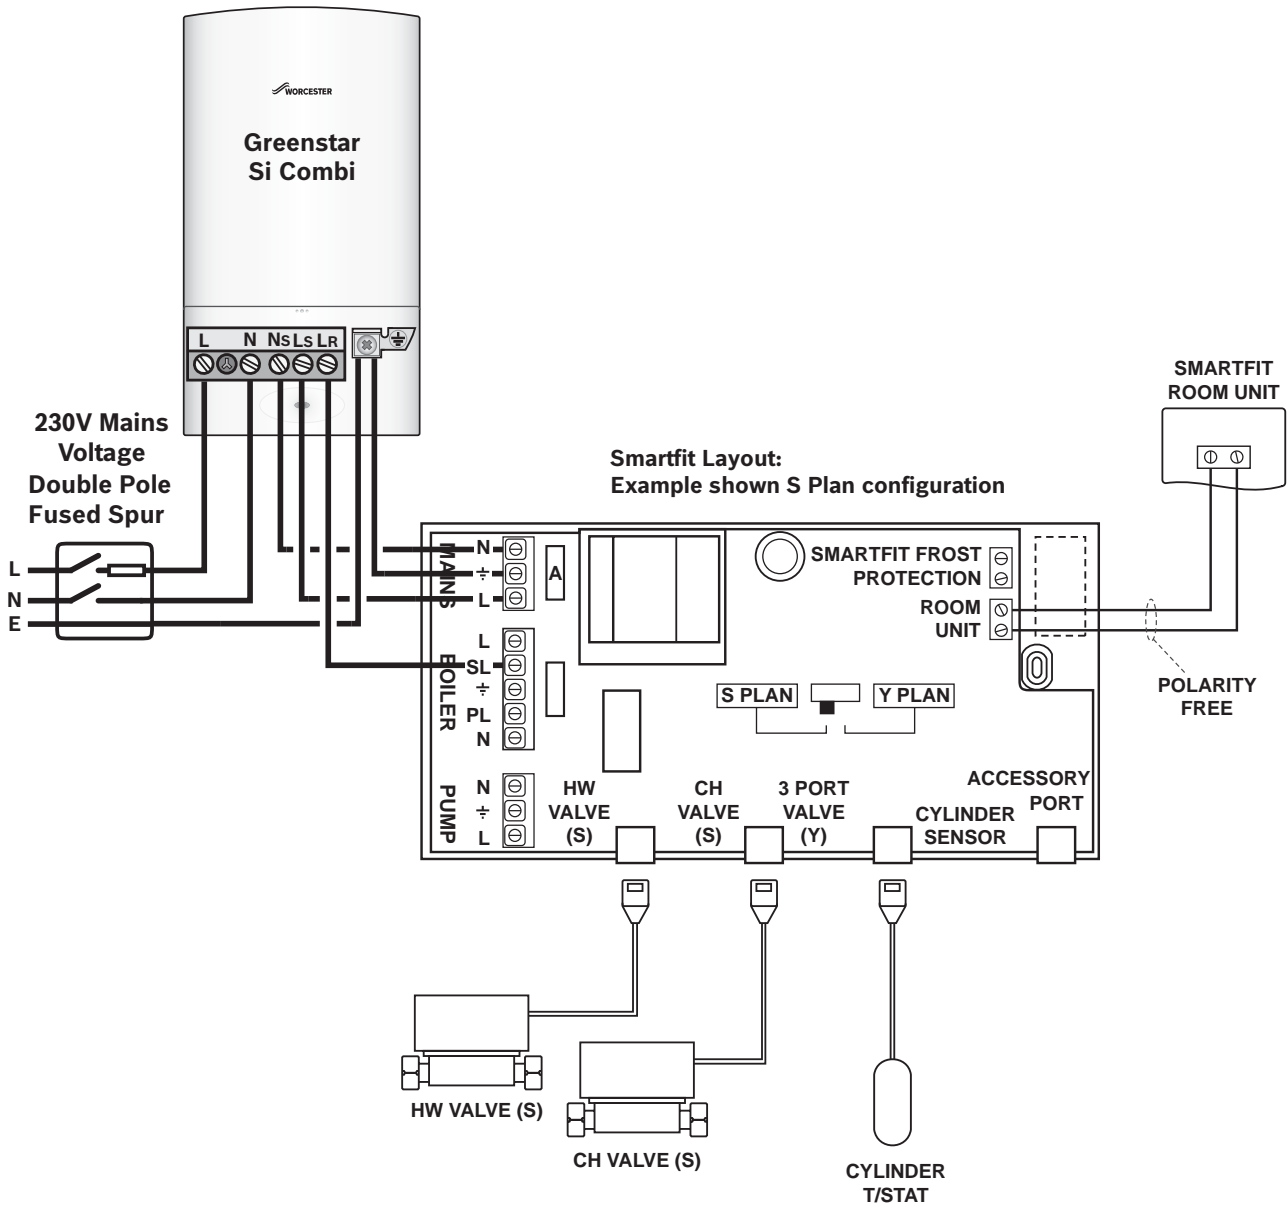 WORCESTER
Greenstar
Si Combi
L N NS LS LR
230V Mains
Voltage
Double Pole
Fused Spur
L
N
E
SMARTFIT
ROOM UNIT
Smartfit Layout:
Example shown S Plan configuration
MAINS
N
L
A
SMARTFIT FROST
PROTECTION
ROOM
UNIT
POLARITY
FREE
BOILER
L
SL
PL
N
S PLAN
Y PLAN
PUMP
N
L
HW
VALVE
(S)
CH
VALVE
(S)
3 PORT
VALVE
(Y)
CYLINDER
SENSOR
ACCESSORY
PORT
HW VALVE (S)
CH VALVE (S)
CYLINDER
T/STAT